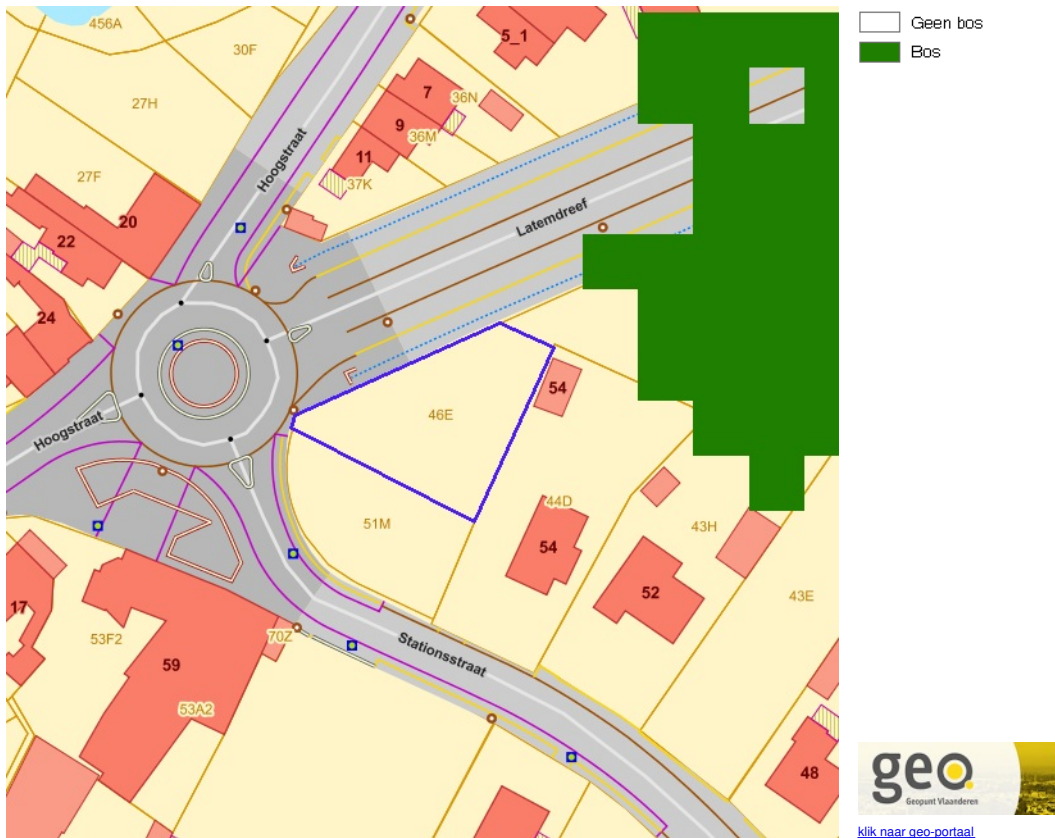 456A
30F
27H
27F
20
22
24
Hoogstraat
5_1
7
36N
9
36M
11
37K
Latemdreef
Hoogstraat
46E
54
51M
44D
54
43H
52
43E
17
53F2
70Z
59
53A2
Stationsstraat
48
Geen bos
Bos
geo
Geopunt Vlaanderen
klik naar geo-portaal